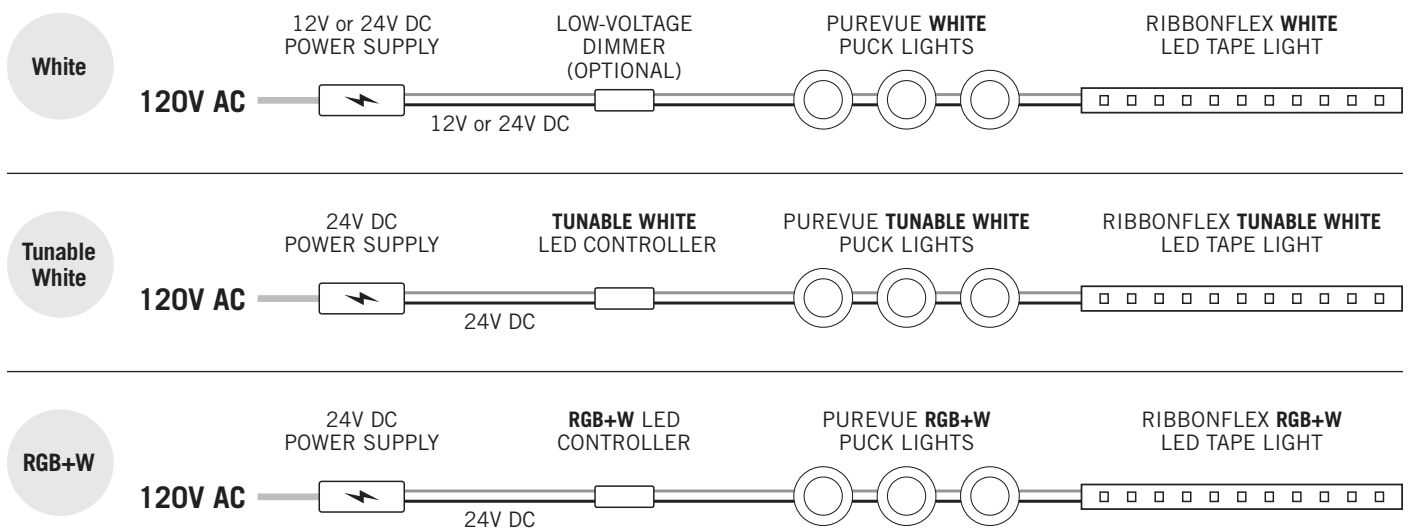 White
120V AC
12V or 24V DC
POWER SUPPLY
12V or 24V DC
LOW-VOLTAGE
DIMMER
(OPTIONAL)
PUREVUE WHITE
PUCK LIGHTS
RIBBONFLEX WHITE
LED TAPE LIGHT
Tunable
White
120V AC
24V DC
POWER SUPPLY
24V DC
TUNABLE WHITE
LED CONTROLLER
PUREVUE TUNABLE WHITE
PUCK LIGHTS
RIBBONFLEX TUNABLE WHITE
LED TAPE LIGHT
RGB+W
120V AC
24V DC
POWER SUPPLY
24V DC
RGB+W LED
CONTROLLER
PUREVUE RGB+W
PUCK LIGHTS
RIBBONFLEX RGB+W
LED TAPE LIGHT